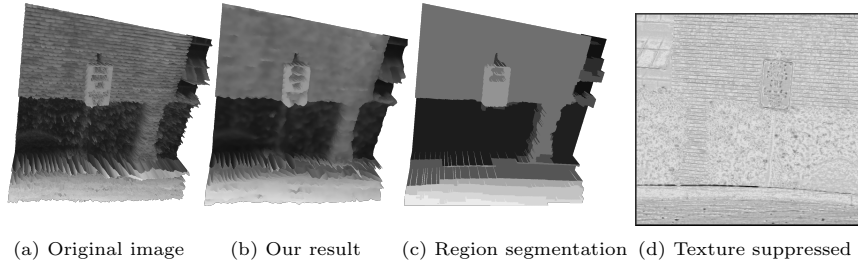 (a) Original image (b) Our result (c) Region segmentation (d) Texture suppressed